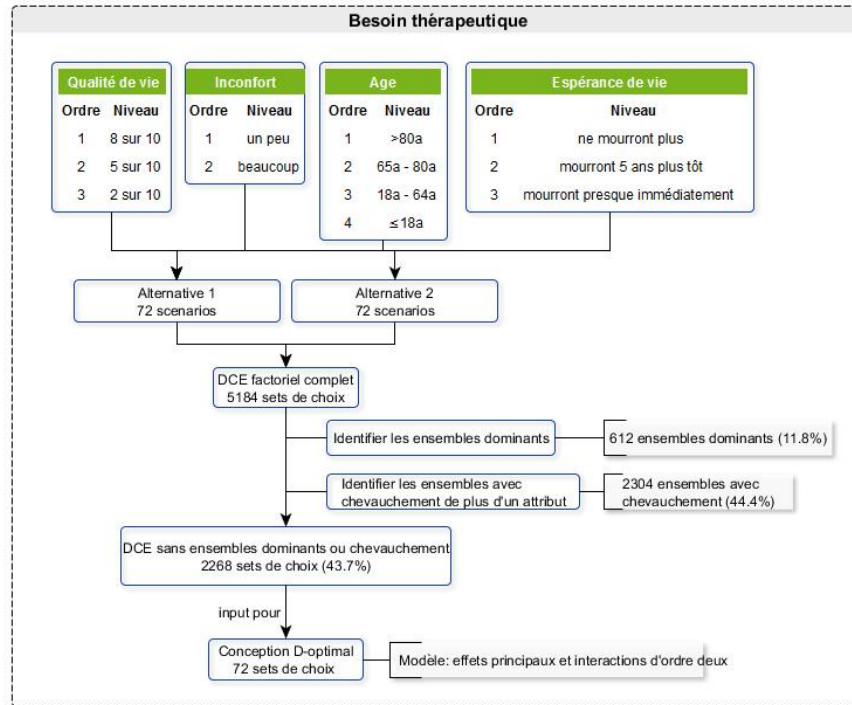 Besoin thérapeutique
Qualité de vie
Ordre Niveau
1 8 sur 10
2 5 sur 10
3 2 sur 10
Inconfort
Ordre Niveau
1 un peu
2 beaucoup
Age
Ordre Niveau
1 >80a
2 65a - 80a
3 18a - 64a
4 ≤18a
Espérance de vie
Ordre Niveau
1 ne mourront plus
2 mourront 5 ans plus tôt
3 mourront presque immédiatement
Alternative 1
72 scenarios
Alternative 2
72 scenarios
DCE factoriel complet
5184 sets de choix
Identifier les ensembles dominants
612 ensembles dominants (11.8%)
Identifier les ensembles avec
chevauchement de plus d'un attribut
2304 ensembles avec
chevauchement (44.4%)
DCE sans ensembles dominants ou chevauchement
2268 sets de choix (43.7%)
input pour
Conception D-optimal
72 sets de choix
Modèle: effets principaux et interactions d'ordre deux